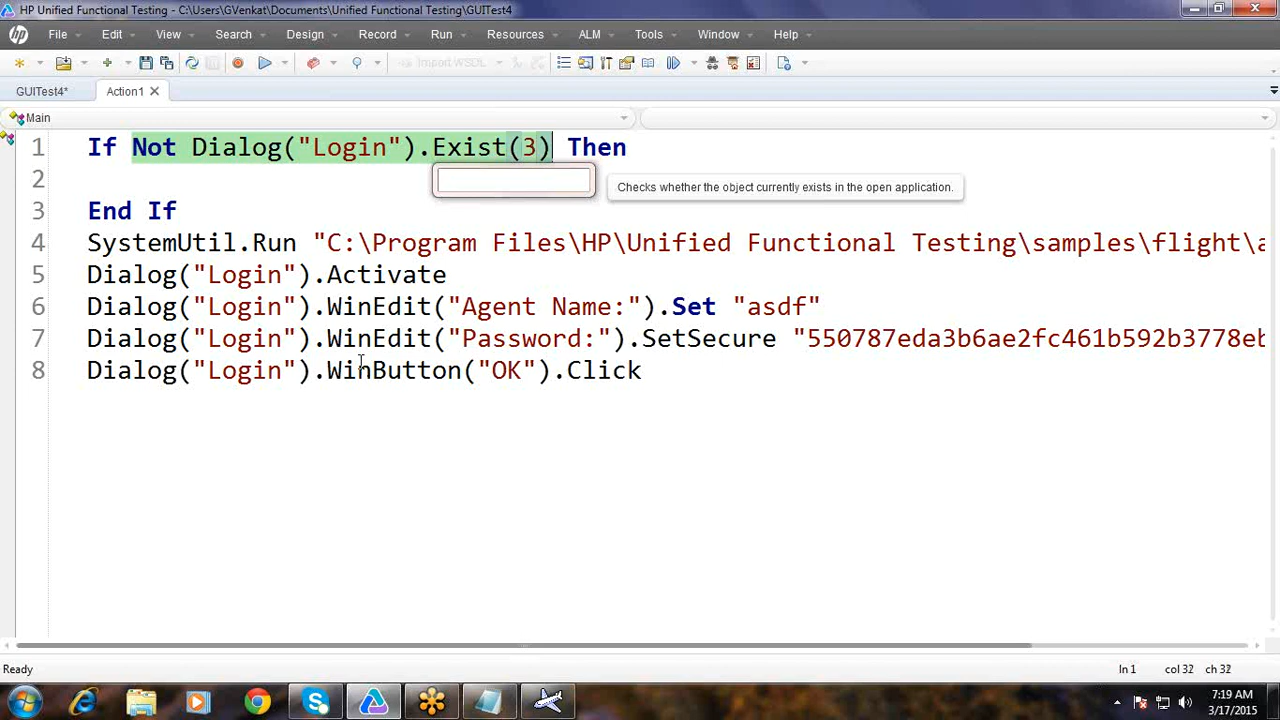 HP Unified Functional Testing - C:\Users\GVenkat\Documents\Unified Functional Testing\GUITest4
File Edit View Search Design Record Run Resources ALM Tools Window Help
Import WSDL
GUITest4* Action1
Main
1 If Not Dialog("Login").Exist(3) Then
2
Checks whether the object currently exists in the open application.
3 End If
4 SystemUtil.Run "C:\Program Files\HP\Unified Functional Testing\samples\flight\a
5 Dialog("Login").Activate
6 Dialog("Login").WinEdit("Agent Name:").Set "asdf"
7 Dialog("Login").WinEdit("Password:").SetSecure "550787eda3b6ae2fc461b592b3778eb
8 Dialog("Login").WinButton("OK").Click
Ready Ln 1 col 32 ch 32
7:19 AM
3/17/2015